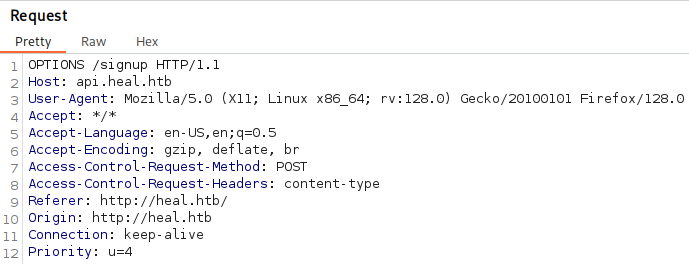 Request
Pretty Raw Hex
1 OPTIONS /signup HTTP/1.1
2 Host: api.heal.htb
3 User-Agent: Mozilla/5.0 (X11; Linux x86_64; rv:128.0) Gecko/20100101 Firefox/128.0
4 Accept: */*
5 Accept-Language: en-US,en;q=0.5
6 Accept-Encoding: gzip, deflate, br
7 Access-Control-Request-Method: POST
8 Access-Control-Request-Headers: content-type
9 Referer: http://heal.htb/
10 Origin: http://heal.htb
11 Connection: keep-alive
12 Priority: u=4